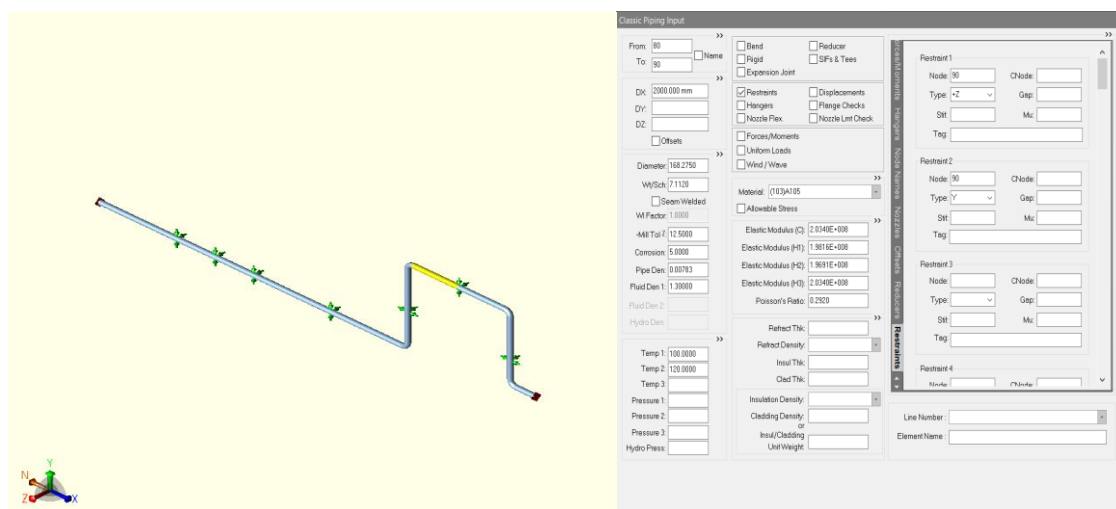 Classic Piping Input
>>
From: 80
Name
To: 90
>>
DX: 2000.000 mm
DY:
DZ:
Offsets
>>
Diameter: 168.2750
Wt/Sch: 7.1120
Seam Welded
Wl Factor: 1.0000
-Mill Tol %: 12.5000
Corrosion: 5.0000
Pipe Den: 0.00783
Fluid Den 1: 1.30000
Fluid Den 2:
Hydro Den:
>>
Temp 1: 100.0000
Temp 2: 120.0000
Temp 3:
Pressure 1:
Pressure 2:
Pressure 3:
Hydro Press:
Bend Reducer
Rigid SIFs & Tees
Expansion Joint
Restraints Displacements
Hangers Flange Checks
Nozzle Flex. Nozzle Lmt Check
Forces/Moments
Uniform Loads
Wind / Wave
>>
Material: (103)A105
Allowable Stress
>>
Elastic Modulus (C): 2.0340E+008
Elastic Modulus (H1): 1.9816E+008
Elastic Modulus (H2): 1.9691E+008
Elastic Modulus (H3): 2.0340E+008
Poisson's Ratio: 0.2920
>>
Refract Thk:
Refract Density:
Insul Thk:
Clad Thk:
Insulation Density:
Cladding Density:
or
Insul/Cladding
Unit Weight:
>>
orces/Moments
Hangers
Node Names
Nozzles
Offsets
Reducers
Restraints
Restraint 1
Node: 90 CNode:
Type: +Z Gap:
Stif: Mu:
Tag:
Restraint 2
Node: 90 CNode:
Type: Y Gap:
Stif: Mu:
Tag:
Restraint 3
Node: CNode:
Type: Gap:
Stif: Mu:
Tag:
Restraint 4
Node: CNode:
Line Number :
Element Name :
Y
N
Z
X